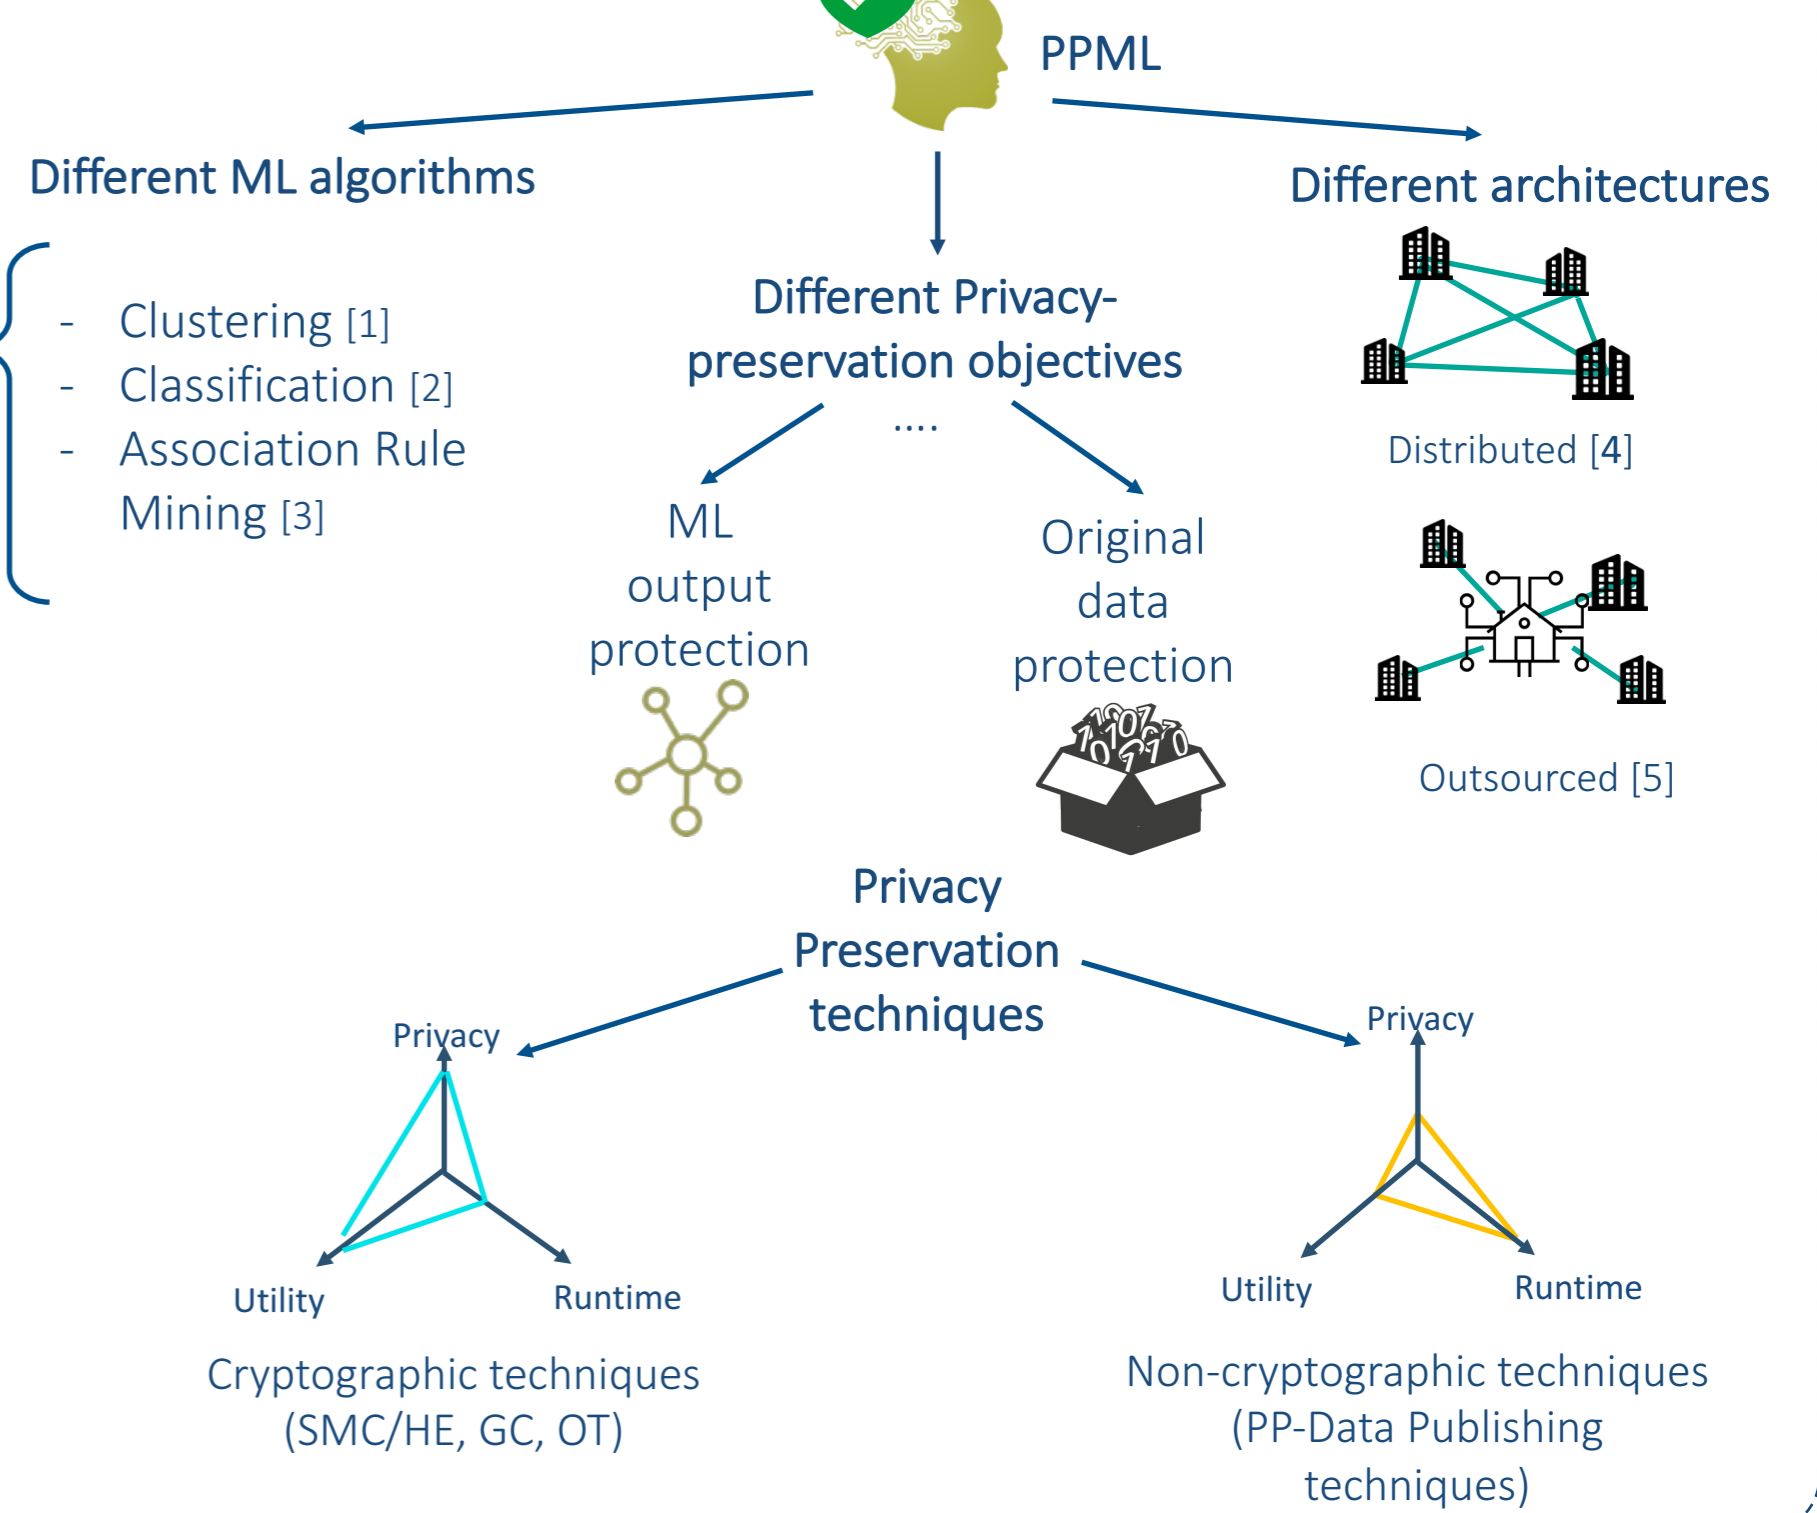 PPML
Different ML algorithms
- Clustering [1]
- Classification [2]
- Association Rule
Mining [3]
Different Privacy-
preservation objectives
....
ML
output
protection
Original
data
protection
Different architectures
Distributed [4]
Outsourced [5]
Privacy
Preservation
techniques
Privacy
Utility
Runtime
Cryptographic techniques
(SMC/HE, GC, OT)
Privacy
Utility
Runtime
Non-cryptographic techniques
(PP-Data Publishing
techniques)